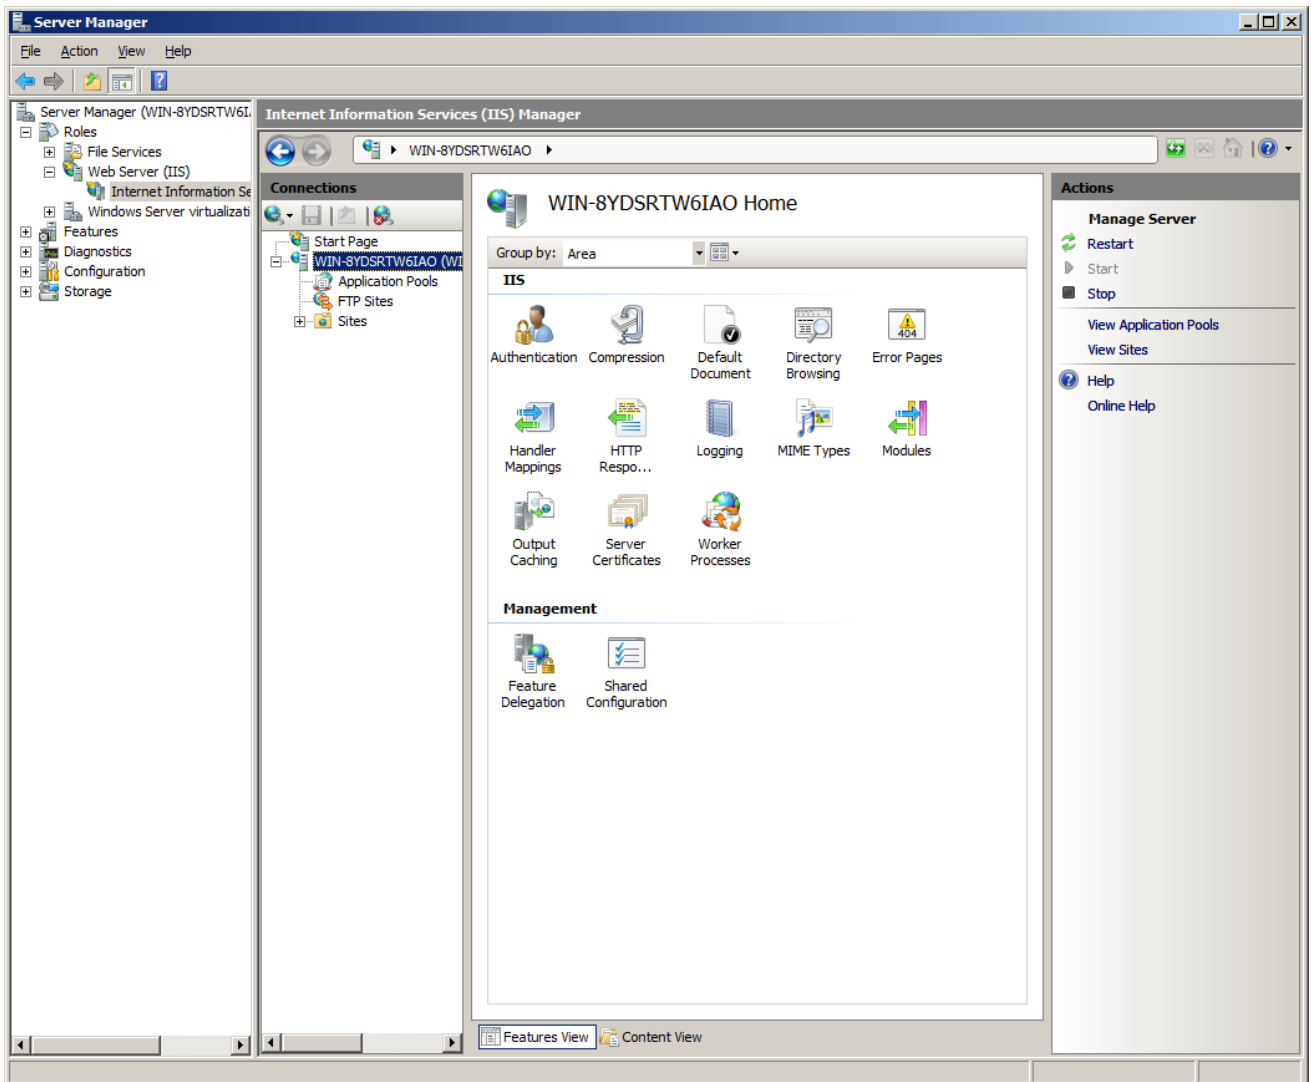 Server Manager
File Action View Help
Server Manager (WIN-8YDSRTW6I
Roles
File Services
Web Server (IIS)
Internet Information Se
Windows Server virtualizati
Features
Diagnostics
Configuration
Storage
Internet Information Services (IIS) Manager
WIN-8YDSRTW6IAO
Connections
Start Page
WIN-8YDSRTW6IAO (WI
Application Pools
FTP Sites
Sites
WIN-8YDSRTW6IAO Home
Group by: Area
IIS
Authentication
Compression
Default
Document
Directory
Browsing
404
Error Pages
Handler
Mappings
HTTP
Respo...
Logging
MIME Types
Modules
Output
Caching
Server
Certificates
Worker
Processes
Management
Feature
Delegation
Shared
Configuration
Features View
Content View
Actions
Manage Server
Restart
Start
Stop
View Application Pools
View Sites
Help
Online Help